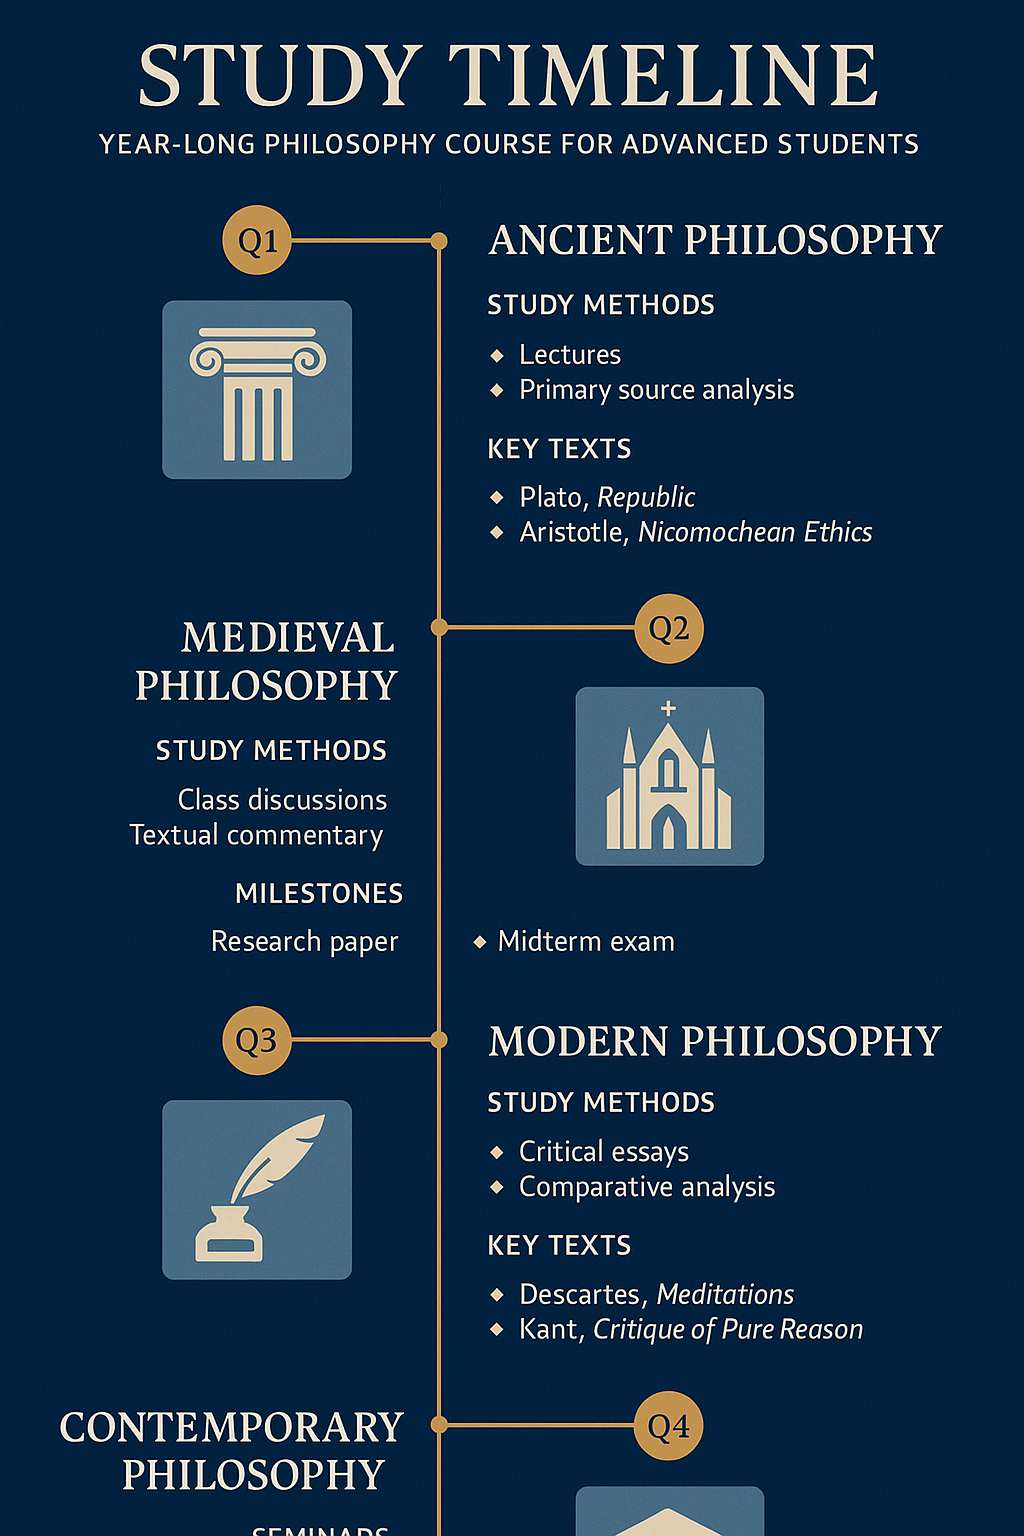 STUDY TIMELINE
YEAR-LONG PHILOSOPHY COURSE FOR ADVANCED STUDENTS
Q1
ANCIENT PHILOSOPHY
STUDY METHODS
Lectures
Primary source analysis
KEY TEXTS
Plato, Republic
Aristotle, Nicomochean Ethics
Q2
MEDIEVAL
PHILOSOPHY
STUDY METHODS
Class discussions
Textual commentary
MILESTONES
Research paper
Midterm exam
Q3
MODERN PHILOSOPHY
STUDY METHODS
Critical essays
Comparative analysis
KEY TEXTS
Descartes, Meditations
Kant, Critique of Pure Reason
Q4
CONTEMPORARY
PHILOSOPHY
SEMINARS